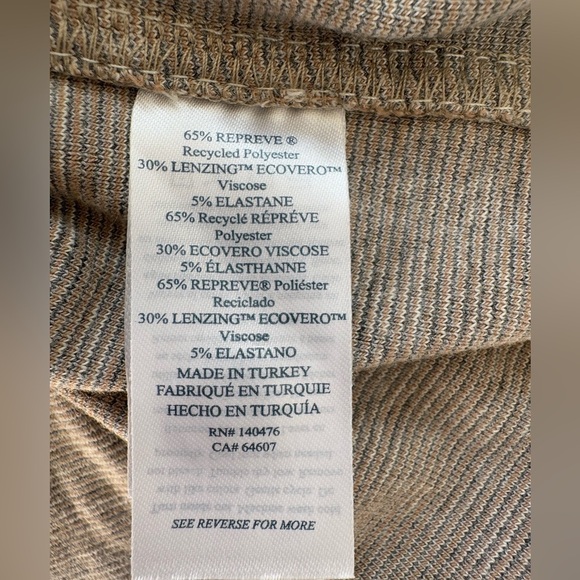 65% REPREVE ®
Recycled Polyester
30% LENZING™ ECOVERO™
Viscose
5% ELASTANE
65% Recyclé RÉPRÉVE
Polyester
30% ECOVERO VISCOSE
5% ÉLASTHANNE
65% REPREVE® Poliéster
Reciclado
30% LENZING™ ECOVERO™
Viscose
5% ELASTANO
MADE IN TURKEY
FABRIQUÉ EN TURQUIE
HECHO EN TURQUÍA
RN# 140476
CA# 64607
SEE REVERSE FOR MORE